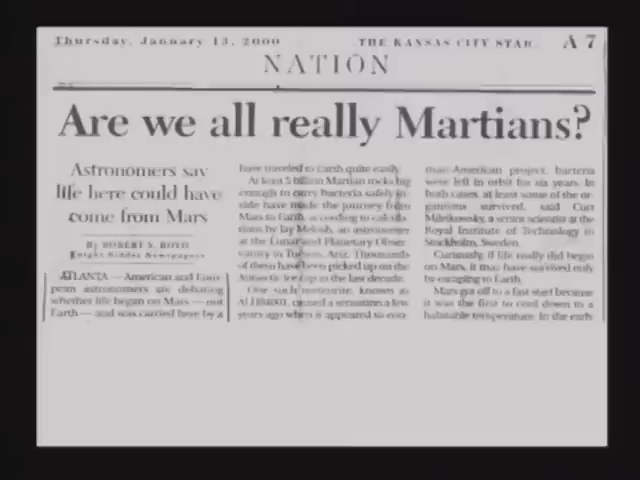 Thursday, January 13, 2000
THE KANSAS CITY STAR. A 7
NATION
Are we all really Martians?
Astronomers say
life here could have
come from Mars
By ROBERT S. BOYD
Knight Ridder Newspapers
ATLANTA — American and Euro-
pean astronomers are debating
whether life began on Mars — not
Earth — and was carried here by a
have traveled to Earth quite easily.
At least 5 billion Martian rocks big
enough to carry bacteria safely in-
side have made the journey from
Mars to Earth, according to calcula-
tions by Jay Melosh, an astronomer
at the Lunar and Planetary Obser-
vatory in Tucson, Ariz. Thousands
of them have been picked up on the
Antarctic ice cap in the last decade.
One such meteorite, known as
caused a sensation a few
years ago when it appeared to con-
man-American project, bacteria
were left in orbit for six years. In
both cases, at least some of the or-
ganisms survived, said Curt
Mileikowsky, a senior scientist at the
Royal Institute of Technology in
Stockholm, Sweden.
Curiously, if life really did begin
on Mars, it may have survived only
by escaping to Earth.
Mars got off to a fast start because
it was the first to cool down to a
habitable temperature. In the early